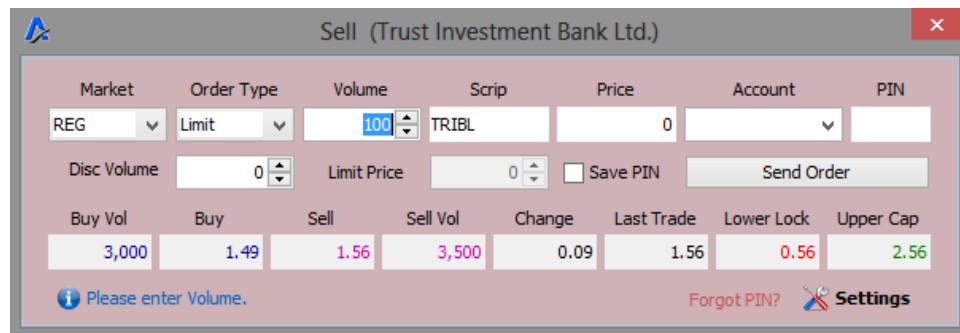 Sell (Trust Investment Bank Ltd.)
Market Order Type Volume Scrip Price Account PIN
REG Limit 100 TRIBL 0
Disc Volume 0 Limit Price 0 Save PIN Send Order
Buy Vol Buy Sell Sell Vol Change Last Trade Lower Lock Upper Cap
3,000 1.49 1.56 3,500 0.09 1.56 0.56 2.56
Please enter Volume. Forgot PIN? Settings